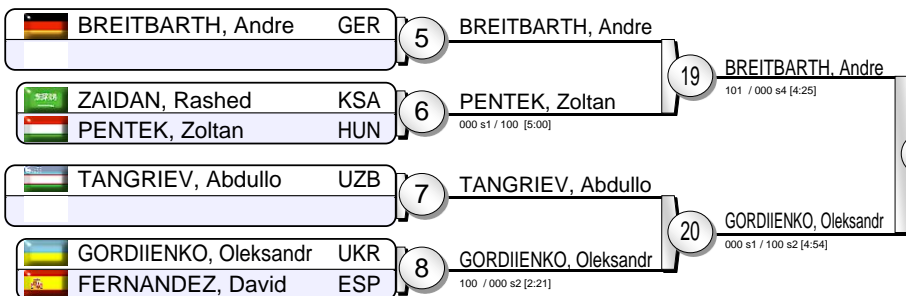 BREITBARTH, Andre GER
5
BREITBARTH, Andre
ZAIDAN, Rashed KSA
PENTEK, Zoltan HUN
6
PENTEK, Zoltan
000 s1 / 100 [5:00]
19
BREITBARTH, Andre
101 / 000 s4 [4:25]
TANGRIEV, Abdullo UZB
7
TANGRIEV, Abdullo
GORDIIENKO, Oleksandr UKR
FERNANDEZ, David ESP
8
GORDIIENKO, Oleksandr
100 / 000 s2 [2:21]
20
GORDIIENKO, Oleksandr
000 s1 / 100 s2 [4:54]